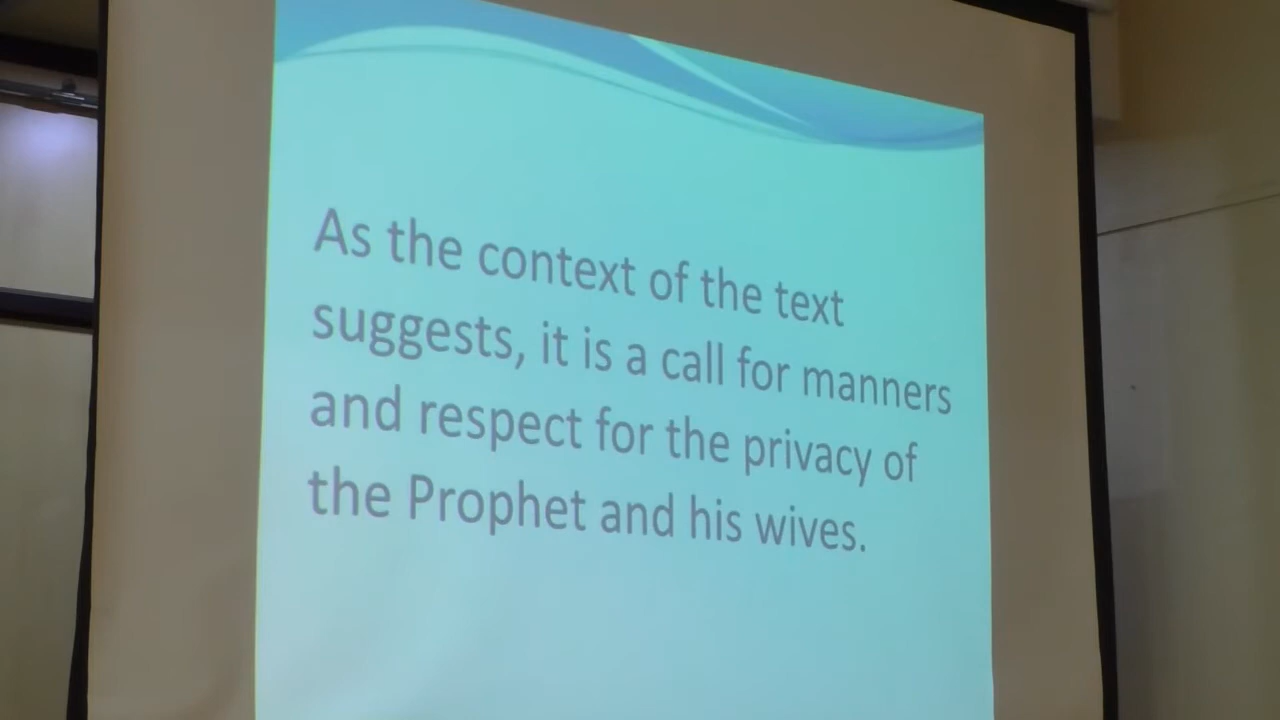 As the context of the text
suggests, it is a call for manners
and respect for the privacy of
the Prophet and his wives.